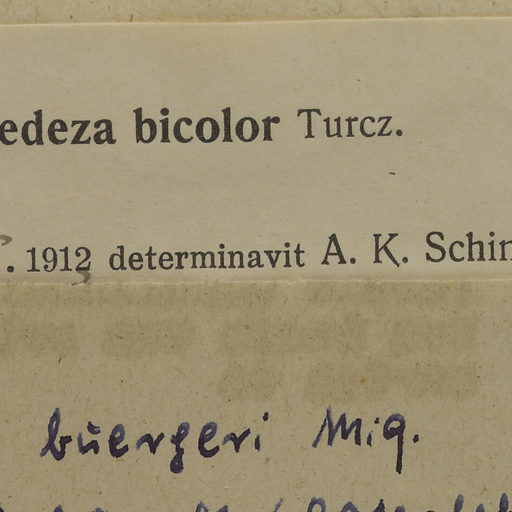 edeza bicolor Turcz.
. 1912 determinavit A. K. Schin
buergeri Miq.